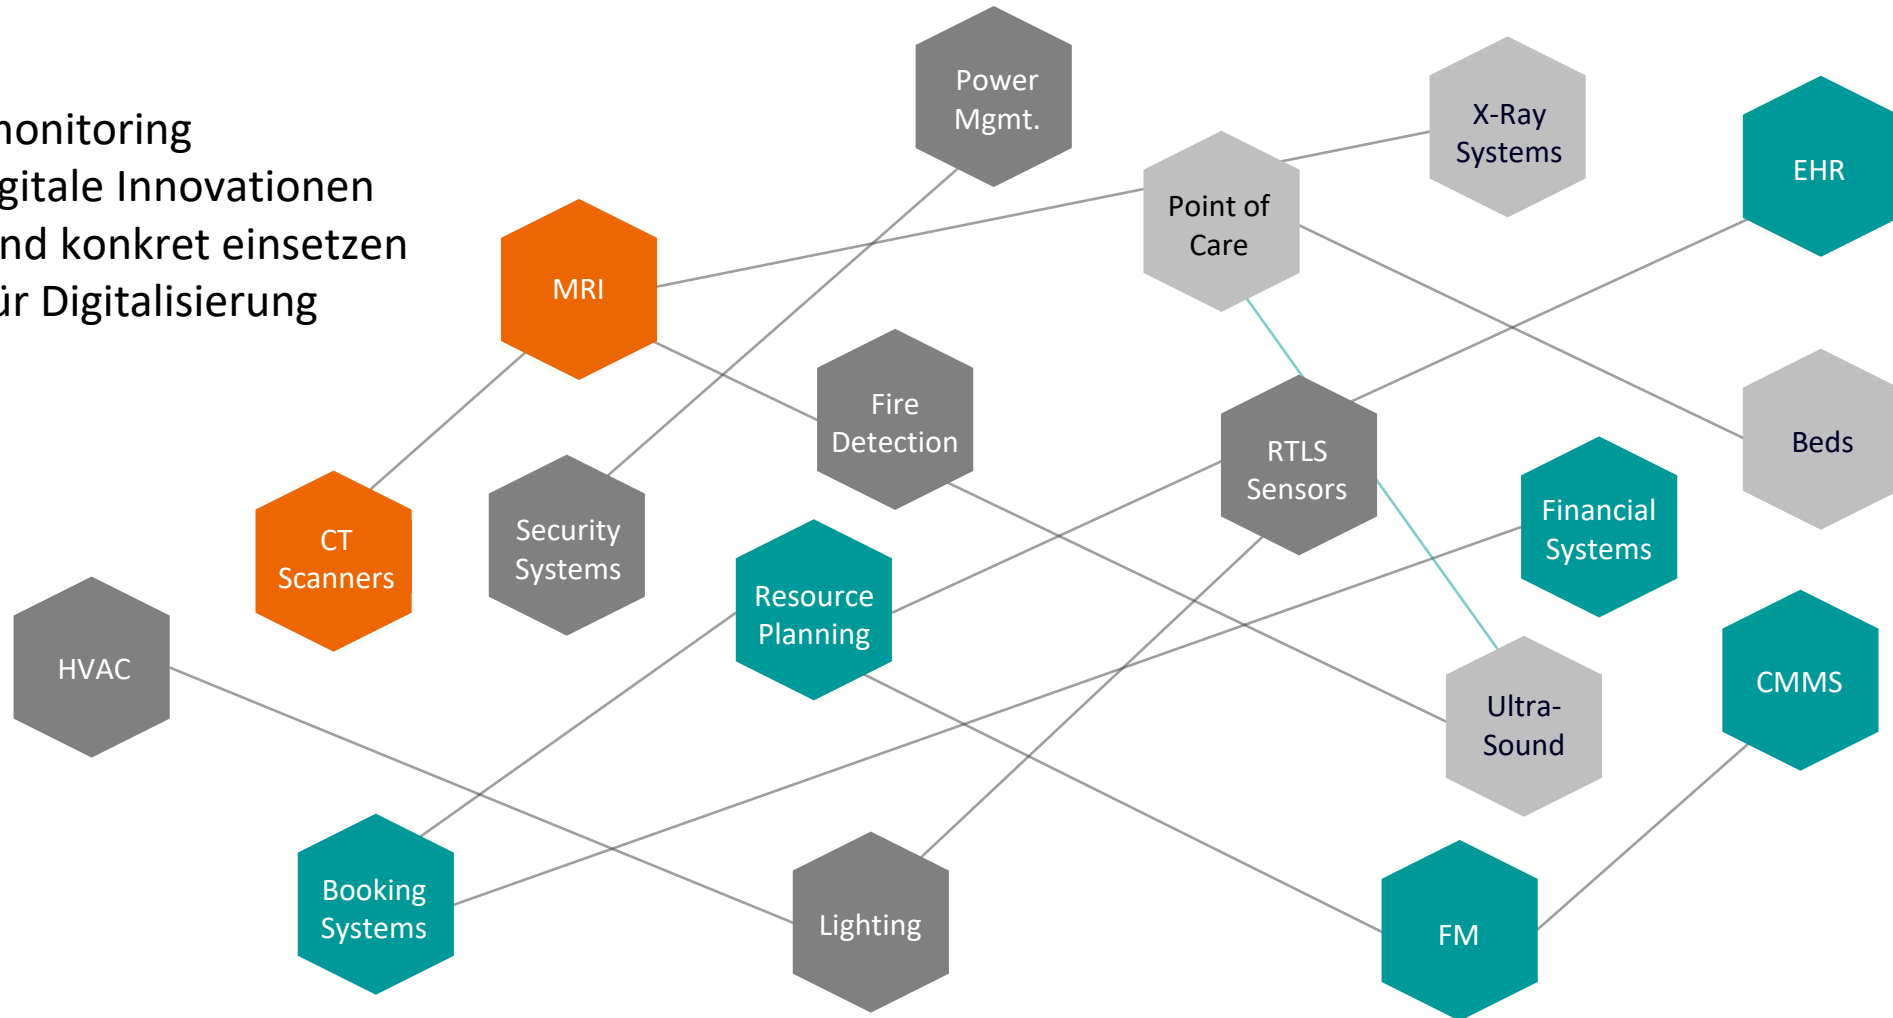 monitoring
gitale Innovationen
nd konkret einsetzen
ür Digitalisierung
Power
Mgmt.
X-Ray
Systems
EHR
Point of
Care
MRI
Fire
Detection
RTLS
Sensors
Beds
Financial
Systems
CT
Scanners
Security
Systems
Resource
Planning
HVAC
CMMS
Ultra-
Sound
Booking
Systems
Lighting
FM